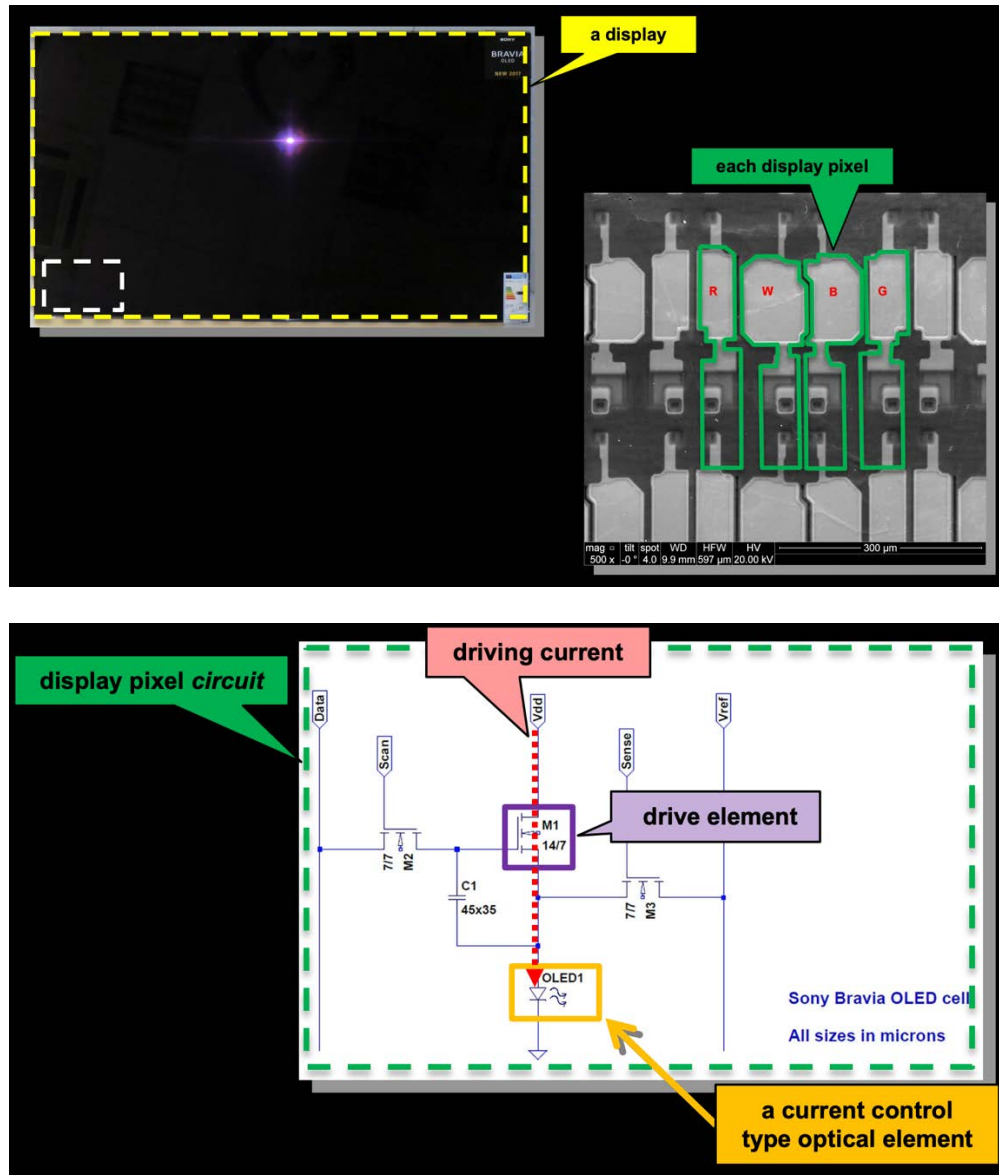 a display
SONY
BRAVIA
OLED
NEW 2017
each display pixel
R W B G
mag tilt spot WD HFW HV 300 µm
500 x -0 ° 4.0 9.9 mm 597 µm 20.00 kV
driving current
display pixel circuit
Data
Scan
Vdd
Sense
Vref
drive element
M1
14/7
7/7
M2
C1
45x35
7/7
M3
OLED1
Sony Bravia OLED cell
All sizes in microns
a current control
type optical element